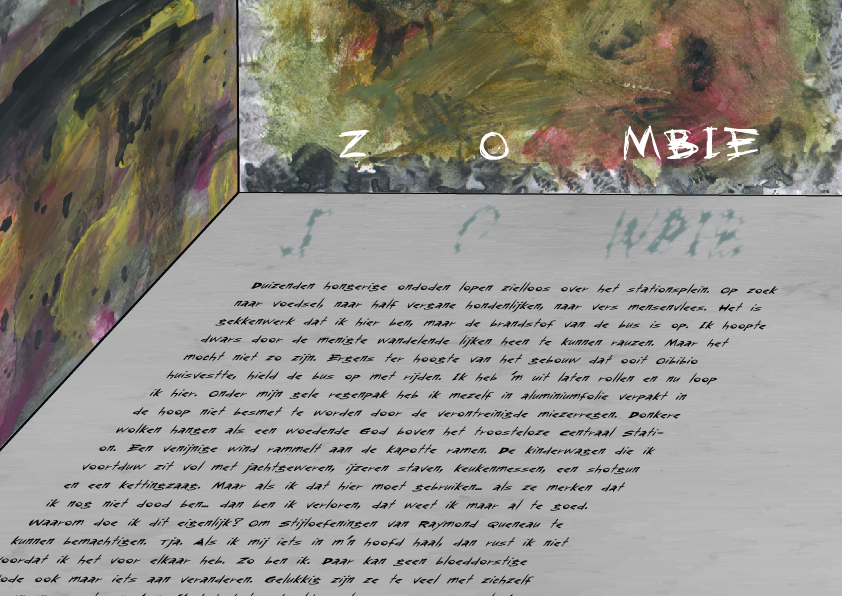 Z O MBIE
Duizenden hongerige ondoden lopen zielloos over het stationsplein. Op zoek
naar voedsel, naar half vergane hondenlijken, naar vers mensenvlees. Het is
gekkenwerk dat ik hier ben, maar de brandstof van de bus is op. Ik hoopte
dwars door de menigte wandelende lijken heen te kunnen rauzen. Maar het
mocht niet zo zijn. Ergens ter hoogte van het gebouw dat ooit Oibibio
huisvestte, hield de bus op met rijden. Ik heb 'm uit laten rollen en nu loop
ik hier. Onder mijn gele regenpak heb ik mezelf in aluminiumfolie verpakt in
de hoop niet besmet te worden door de verontreinigde miezerregen. Donkere
wolken hangen als een woedende God boven het troosteloze Centraal Stati-
on. Een venijnige wind rammelt aan de kapotte ramen. De kinderwagen die ik
voortduw zit vol met jachtgeweren, ijzeren staven, keukenmessen, een shotgun
en een kettingzaag. Maar als ik dat hier moet gebruiken... als ze merken dat
ik nog niet dood ben... dan ben ik verloren, dat weet ik maar al te goed.
Waarom doe ik dit eigenlijk? Om Stijloefeningen van Raymond Queneau te
kunnen bemachtigen. Tja. Als ik mij iets in m'n hoofd haal, dan rust ik niet
voordat ik het voor elkaar heb. Zo ben ik. Daar kan geen bloeddorstige
ode ook maar iets aan veranderen. Gelukkig zijn ze te veel met zichzelf